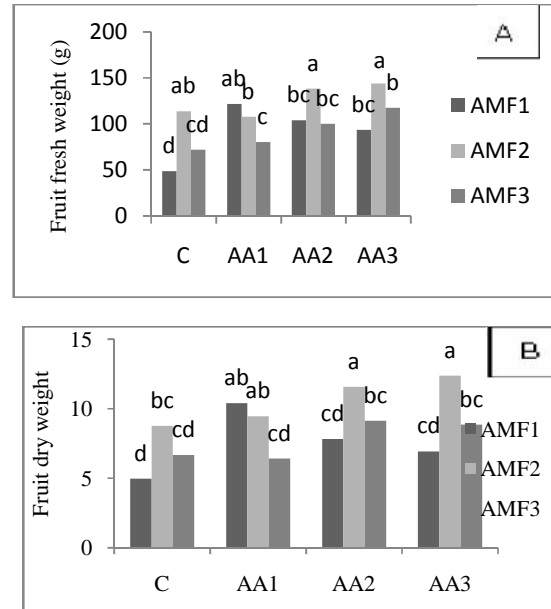 A
Fruit fresh weight (g)
200
150
100
50
0
d ab cd
ab b c
bc a bc
bc a b
C AA1 AA2 AA3
AMF1
AMF2
AMF3
B
Fruit dry weight
15
10
5
0
d bc cd
ab ab cd
cd a bc
cd a bc
C AA1 AA2 AA3
AMF1
AMF2
AMF3